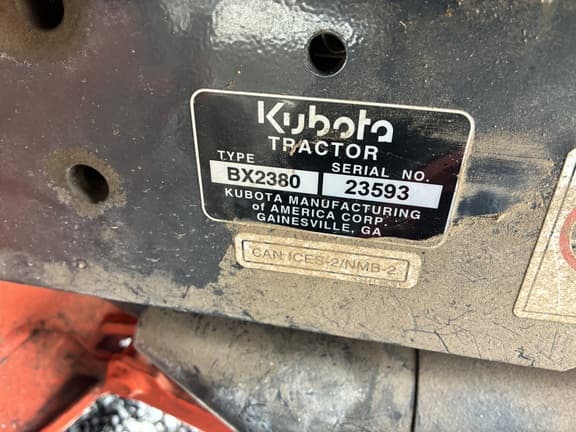 Kubota
TRACTOR
TYPE SERIAL NO.
BX2380 23593
KUBOTA MANUFACTURING
of AMERICA CORP.
GAINESVILLE, GA
CAN ICES-2/NMB-2